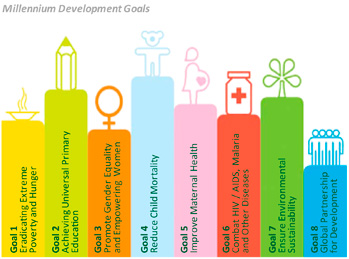 Millennium Development Goals
Goal 1
Eradicating Extreme
Poverty and Hunger
Goal 2
Achieving Universal Primary
Education
Goal 3
Promote Gender Equality
and Empowering Women
Goal 4
Reduce Child Mortality
Goal 5
Improve Maternal Health
Goal 6
Combat HIV / AIDS, Malaria
and Other Diseases
Goal 7
Ensure Environmental
Sustainability
Goal 8
Global Partnership
for Development